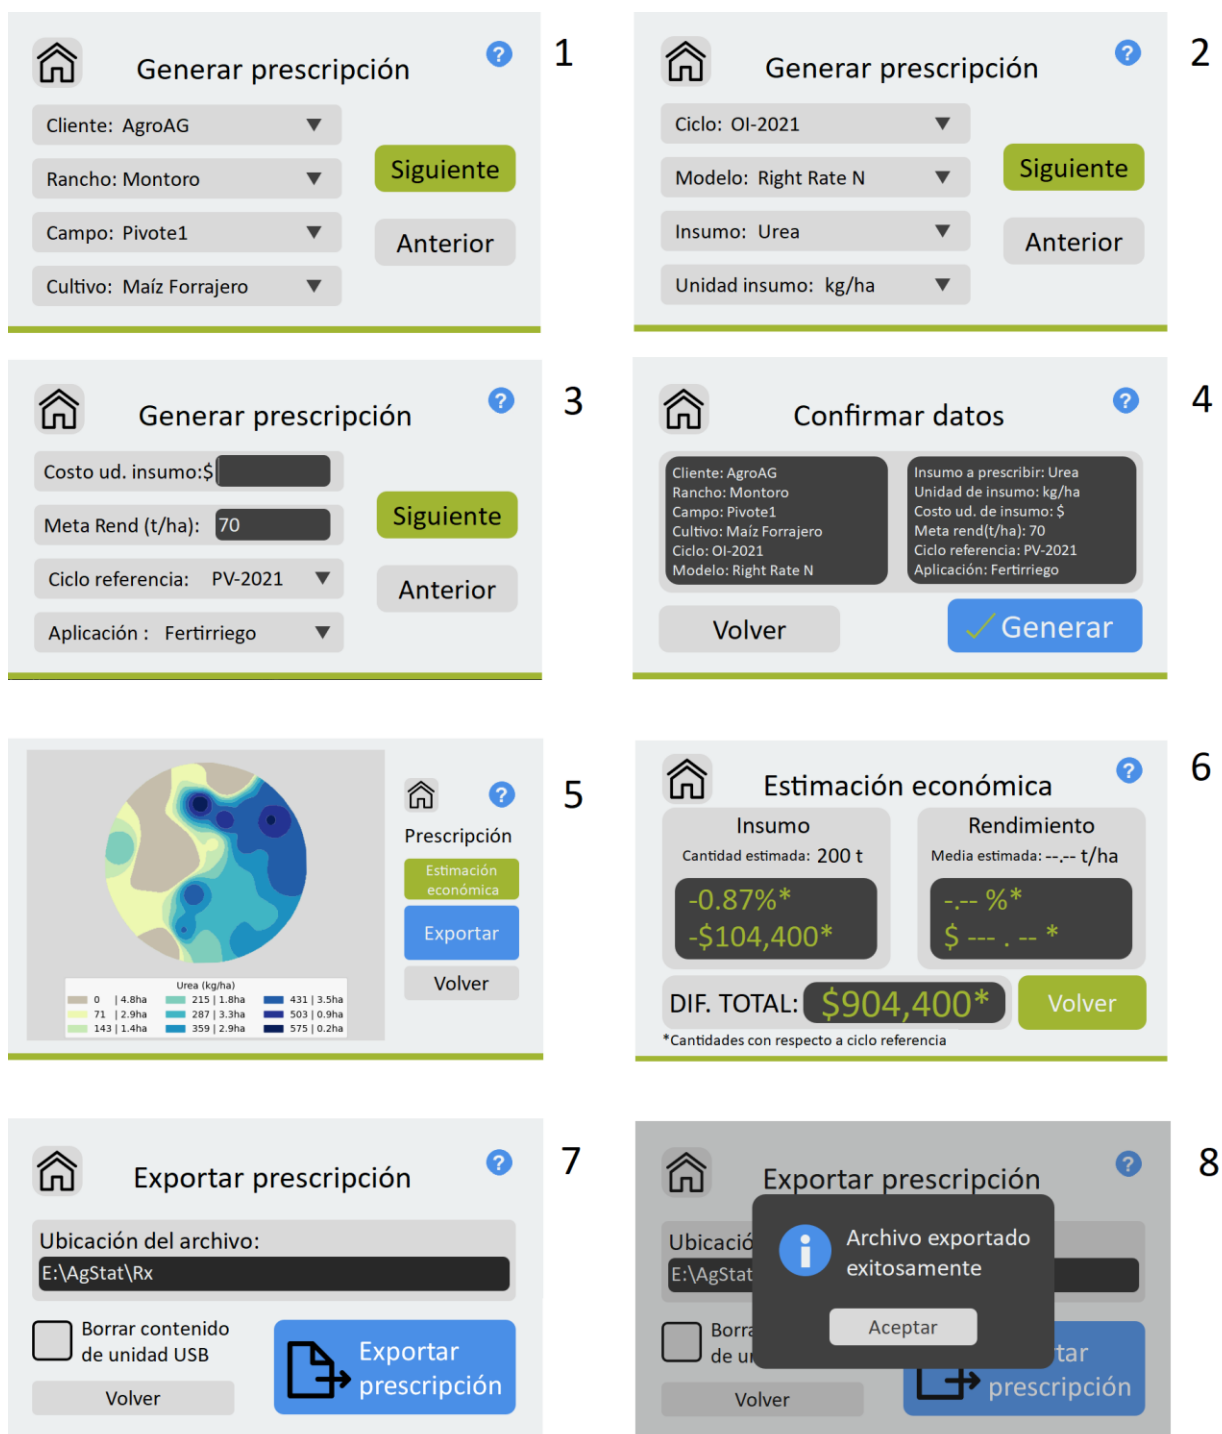 Generar prescripción
?
1
Cliente: AgroAG
Rancho: Montoro
Campo: Pivote1
Cultivo: Maíz Forrajero
Siguiente
Anterior
Generar prescripción
?
2
Ciclo: OI-2021
Modelo: Right Rate N
Insumo: Urea
Unidad insumo: kg/ha
Siguiente
Anterior
Generar prescripción
?
3
Costo ud. insumo:$
Meta Rend (t/ha): 70
Ciclo referencia: PV-2021
Aplicación : Fertirriego
Siguiente
Anterior
Confirmar datos
?
4
Cliente: AgroAG
Rancho: Montoro
Campo: Pivote1
Cultivo: Maíz Forrajero
Ciclo: OI-2021
Modelo: Right Rate N
Insumo a prescribir: Urea
Unidad de insumo: kg/ha
Costo ud. de insumo: $
Meta rend(t/ha): 70
Ciclo referencia: PV-2021
Aplicación: Fertirriego
Volver
Generar
?
5
Prescripción
Estimación
económica
Exportar
Volver
Urea (kg/ha)
0 | 4.8ha 215 | 1.8ha 431 | 3.5ha
71 | 2.9ha 287 | 3.3ha 503 | 0.9ha
143 | 1.4ha 359 | 2.9ha 575 | 0.2ha
Estimación económica
?
6
Insumo
Cantidad estimada: 200 t
-0.87%*
-$104,400*
Rendimiento
Media estimada: --.-- t/ha
-.-- %*
$ --- . -- *
DIF. TOTAL: $904,400*
Volver
*Cantidades con respecto a ciclo referencia
Exportar prescripción
?
7
Ubicación del archivo:
E:\AgStat\Rx
Borrar contenido
de unidad USB
Volver
Exportar
prescripción
Exportar prescripción
?
8
Ubicació
E:\AgStat
Archivo exportado
exitosamente
Aceptar
Borra
de un
Volver
tar
prescripción